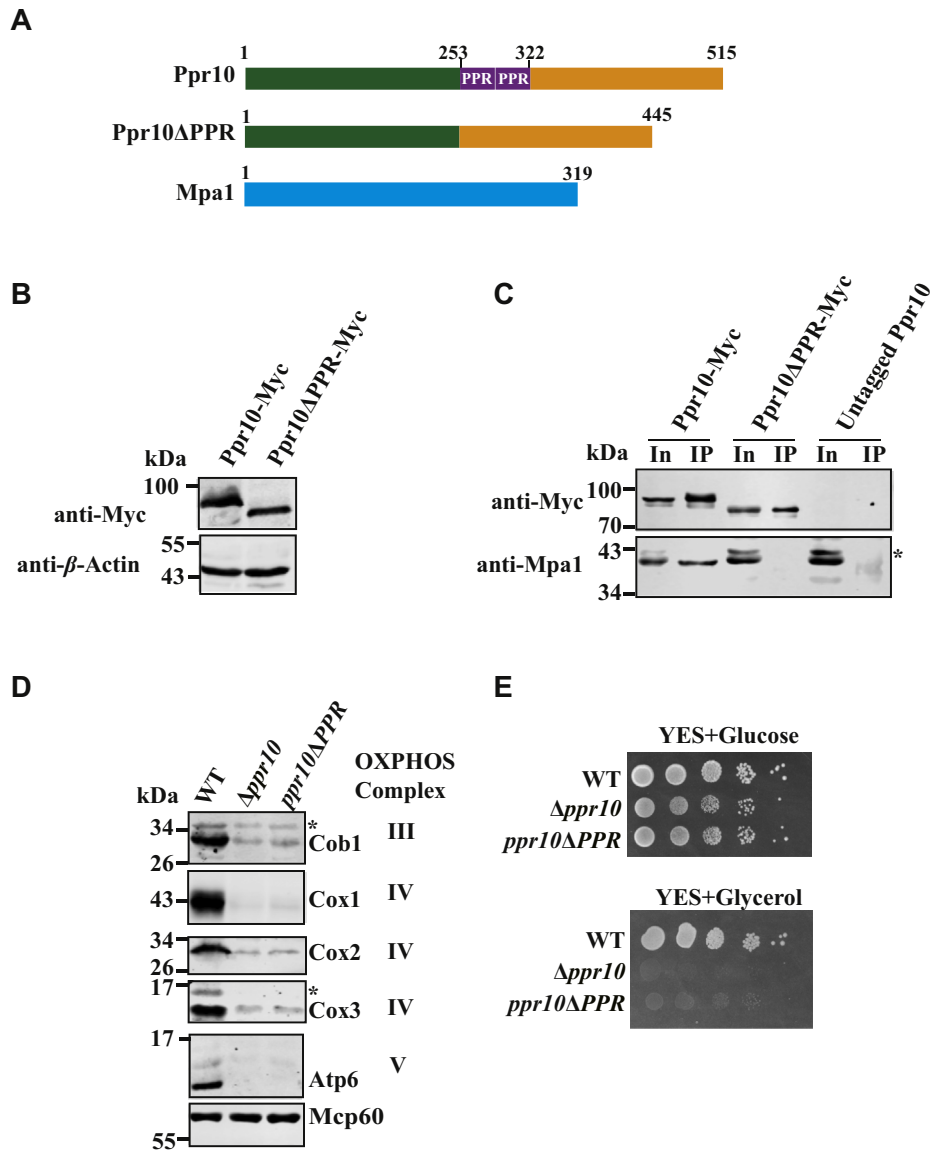 A
1 253 322 515
Ppr10 PPR PPR
1 445
Ppr10ΔPPR
1 319
Mpa1
B
Ppr10-Myc
Ppr10ΔPPR-Myc
kDa
100
anti-Myc
55
anti-β-Actin
43
C
Ppr10-Myc
Ppr10ΔPPR-Myc
Untagged Ppr10
kDa In IP In IP In IP
100
anti-Myc
70
43 *
anti-Mpa1
34
D
WT
Δppr10
ppr10ΔPPR
OXPHOS
Complex
kDa
34 * III
Cob1
26
43 Cox1 IV
34 Cox2 IV
26
17 *
Cox3 IV
17 V
Atp6
Mcp60
55
E
YES+Glucose
WT
Δppr10
ppr10ΔPPR
YES+Glycerol
WT
Δppr10
ppr10ΔPPR